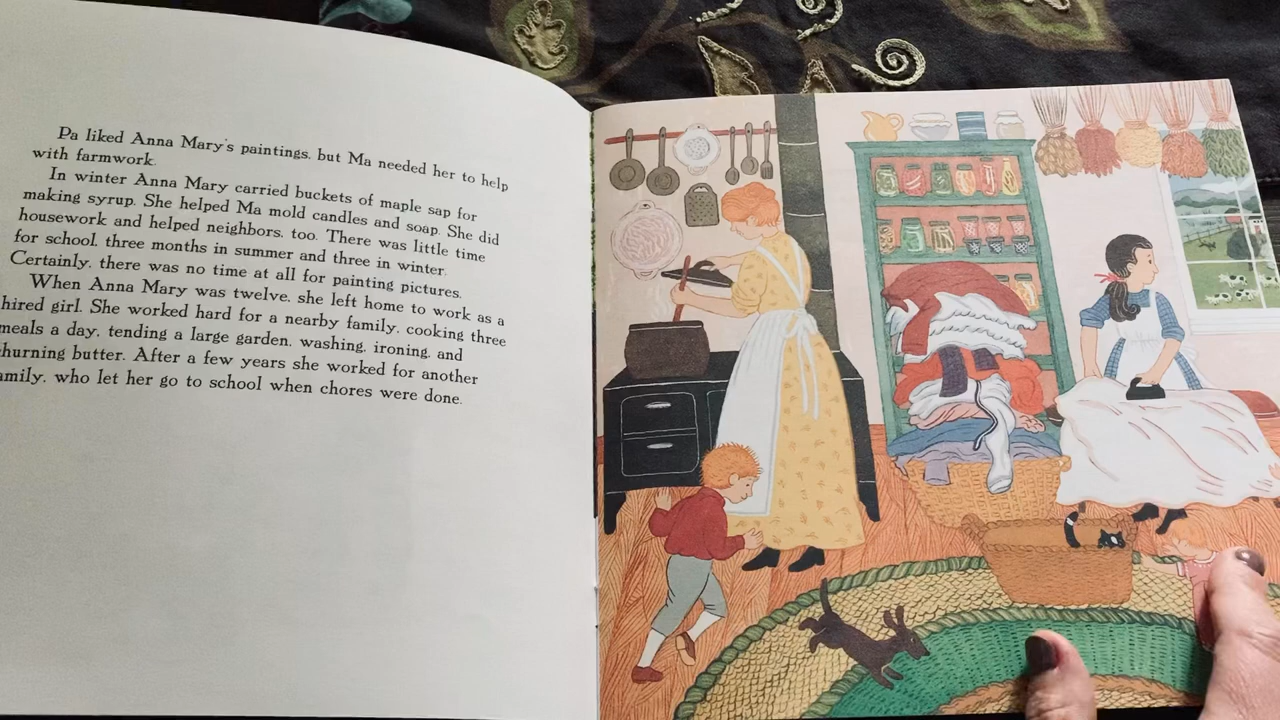 Pa liked Anna Mary's paintings, but Ma needed her to help
with farmwork.
In winter Anna Mary carried buckets of maple sap for
making syrup. She helped Ma mold candles and soap. She did
housework and helped neighbors, too. There was little time
for school, three months in summer and three in winter.
Certainly, there was no time at all for painting pictures.
When Anna Mary was twelve, she left home to work as a
hired girl. She worked hard for a nearby family, cooking three
meals a day, tending a large garden, washing, ironing, and
churning butter. After a few years she worked for another
family, who let her go to school when chores were done.